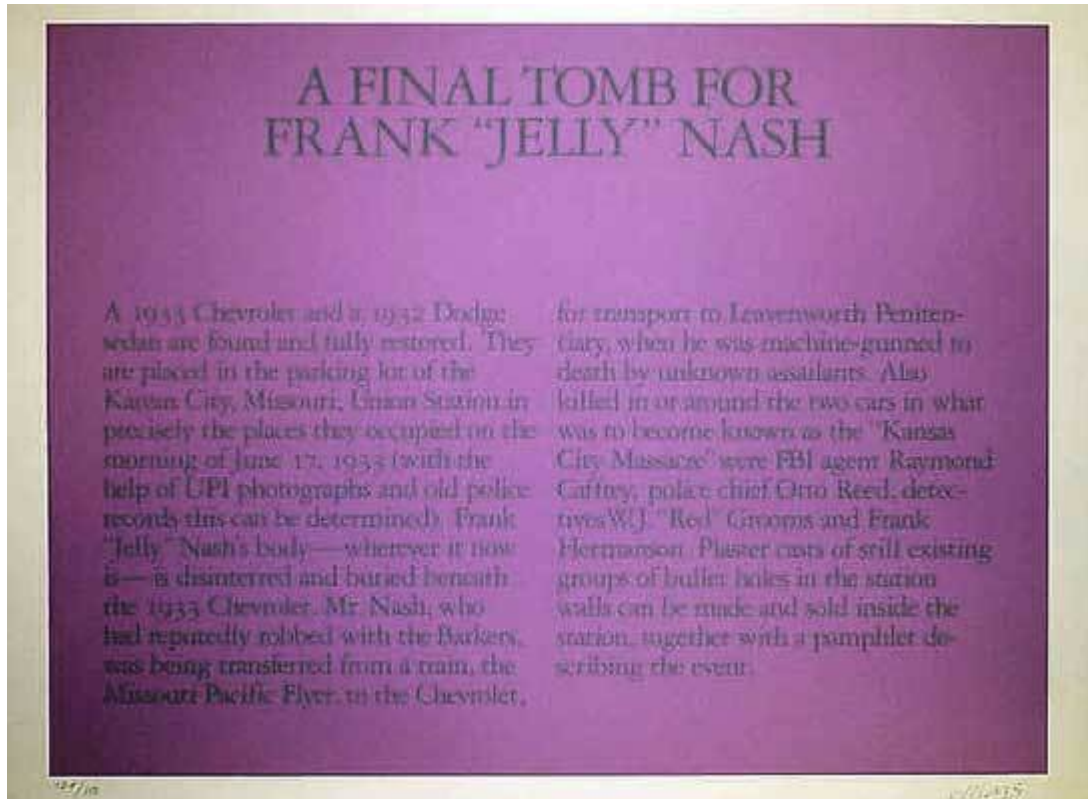 A FINAL TOMB FOR
FRANK "JELLY" NASH
A 1933 Chevrolet and a 1932 Dodge
sedan are found and fully restored. They
are placed in the parking lot of the
Kansas City, Missouri, Union Station in
precisely the places they occupied on the
morning of June 17, 1933 (with the
help of UPI photographs and old police
records this can be determined). Frank
"Jelly" Nash's body—wherever it now
is—is disinterred and buried beneath
the 1933 Chevrolet. Mr. Nash, who
had reputedly robbed with the Barkers,
was being transferred from a train, the
Missouri Pacific Flyer, to the Chevrolet,
for transport to Leavenworth Peniten-
tiary, when he was machine-gunned to
death by unknown assailants. Also
killed in or around the two cars in what
was to become known as the "Kansas
City Massacre" were FBI agent Raymond
Caffrey, police chief Otto Reed, detec-
tives W.J. "Red" Grooms and Frank
Hermanson. Plaster casts of still existing
groups of bullet holes in the station
walls can be made and sold inside the
station, together with a pamphlet de-
scribing the event.